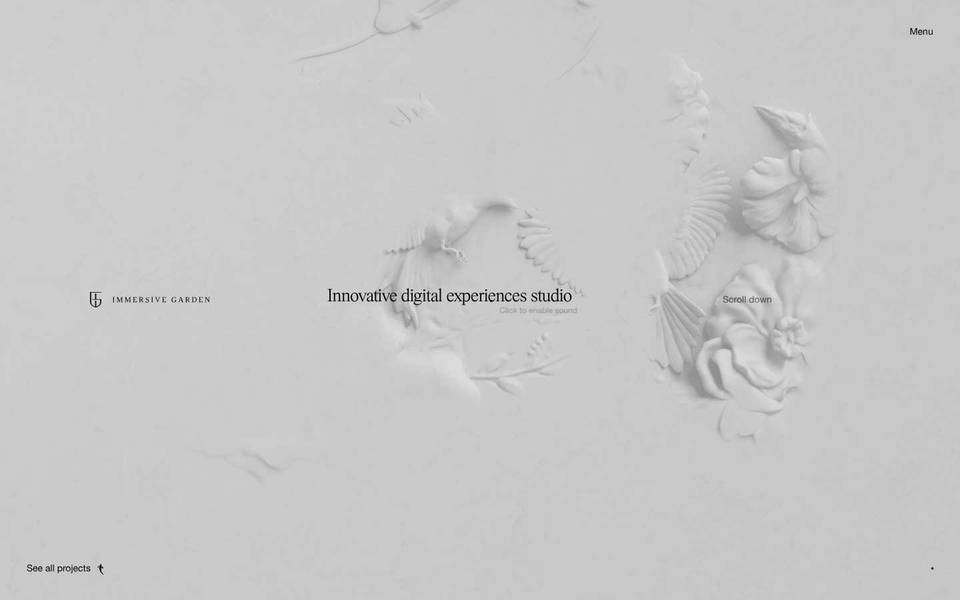 Menu
IMMERSIVE GARDEN
Innovative digital experiences studio
Click to enable sound
Scroll down
See all projects